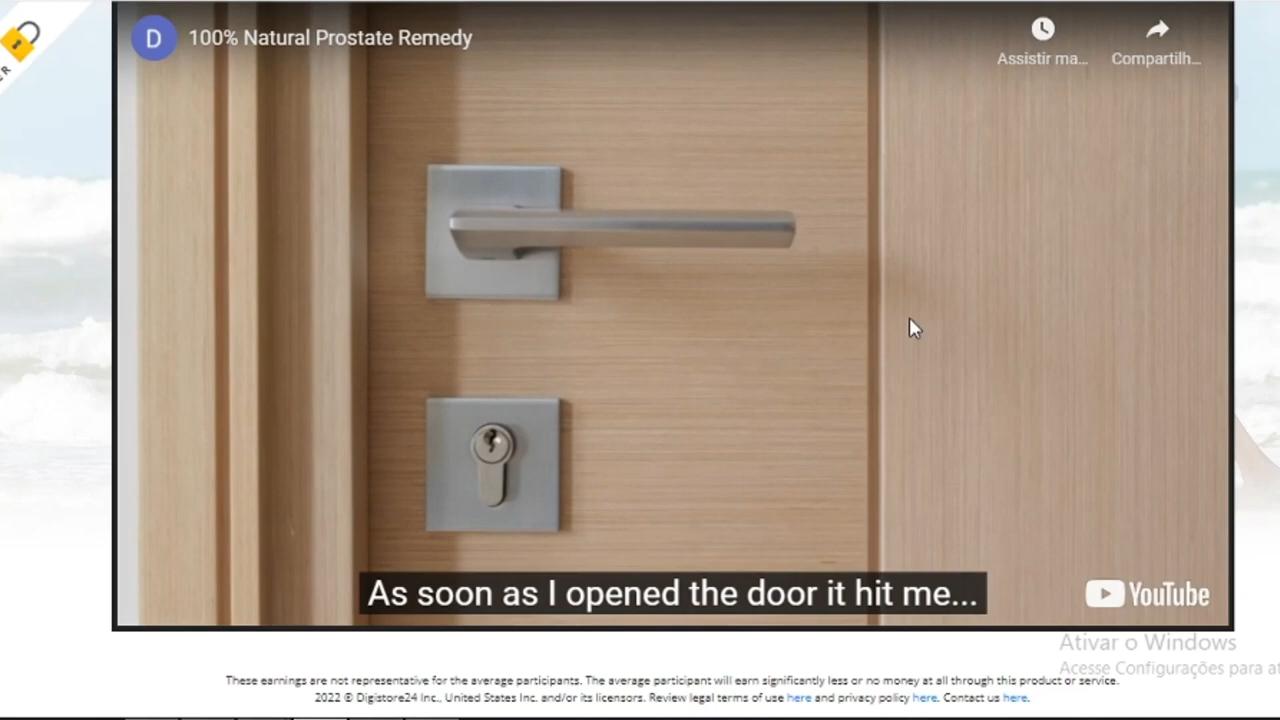 D
100% Natural Prostate Remedy
Assistir ma...
Compartilh...
As soon as I opened the door it hit me...
YouTube
Ativar o Windows
Acesse Configurações para at
These earnings are not representative for the average participants. The average participant will earn significantly less or no money at all through this product or service.
2022 © Digistore24 Inc., United States Inc. and/or its licensors. Review legal terms of use here and privacy policy here. Contact us here.